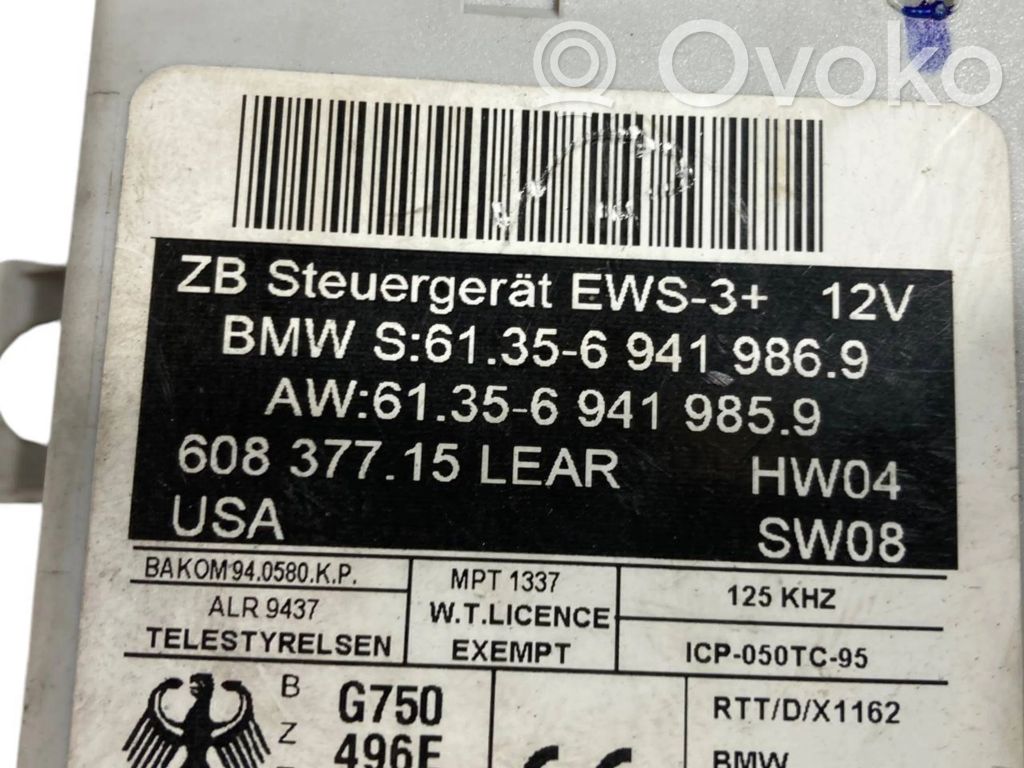 Ovoko
ZB Steuergerät EWS-3+ 12V
BMW S:61.35-6 941 986.9
AW:61.35-6 941 985.9
608 377.15 LEAR HW04
USA SW08
BAKOM 94.0580.K.P.
ALR 9437
TELESTYRELSEN
MPT 1337
W.T.LICENCE
EXEMPT
125 KHZ
ICP-050TC-95
B
Z
G750
496E
CE
RTT/D/X1162
BMW